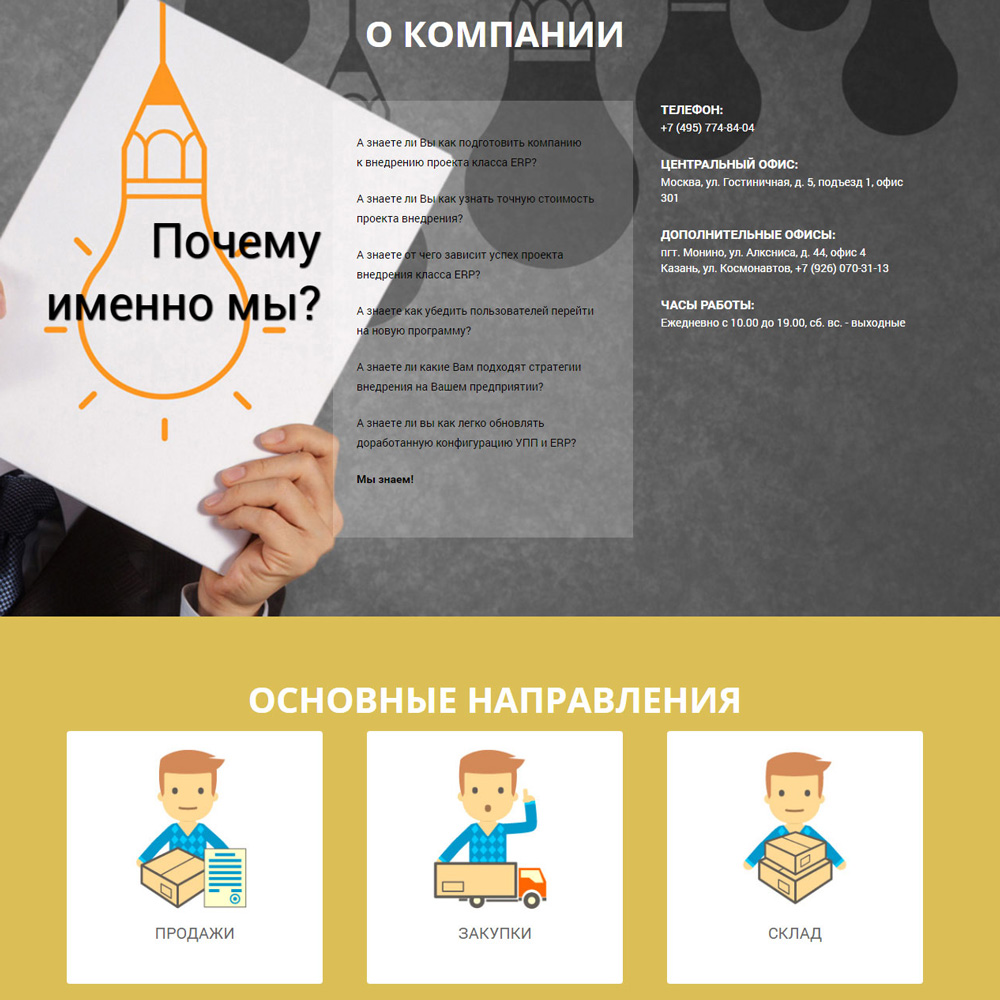 О КОМПАНИИ
Почему
именно мы?
А знаете ли Вы как подготовить компанию
к внедрению проекта класса ERP?
А знаете ли Вы как узнать точную стоимость
проекта внедрения?
А знаете от чего зависит успех проекта
внедрения класса ERP?
А знаете как убедить пользователей перейти
на новую программу?
А знаете ли какие Вам подходят стратегии
внедрения на Вашем предприятии?
А знаете ли вы как легко обновлять
доработанную конфигурацию УПП и ERP?
Мы знаем!
ТЕЛЕФОН:
+7 (495) 774-84-04
ЦЕНТРАЛЬНЫЙ ОФИС:
Москва, ул. Гостиничная, д. 5, подъезд 1, офис
301
ДОПОЛНИТЕЛЬНЫЕ ОФИСЫ:
пгт. Монино, ул. Алксниса, д. 44, офис 4
Казань, ул. Космонавтов, +7 (926) 070-31-13
ЧАСЫ РАБОТЫ:
Ежедневно с 10.00 до 19.00, сб. вс. - выходные
ОСНОВНЫЕ НАПРАВЛЕНИЯ
ПРОДАЖИ
ЗАКУПКИ
СКЛАД